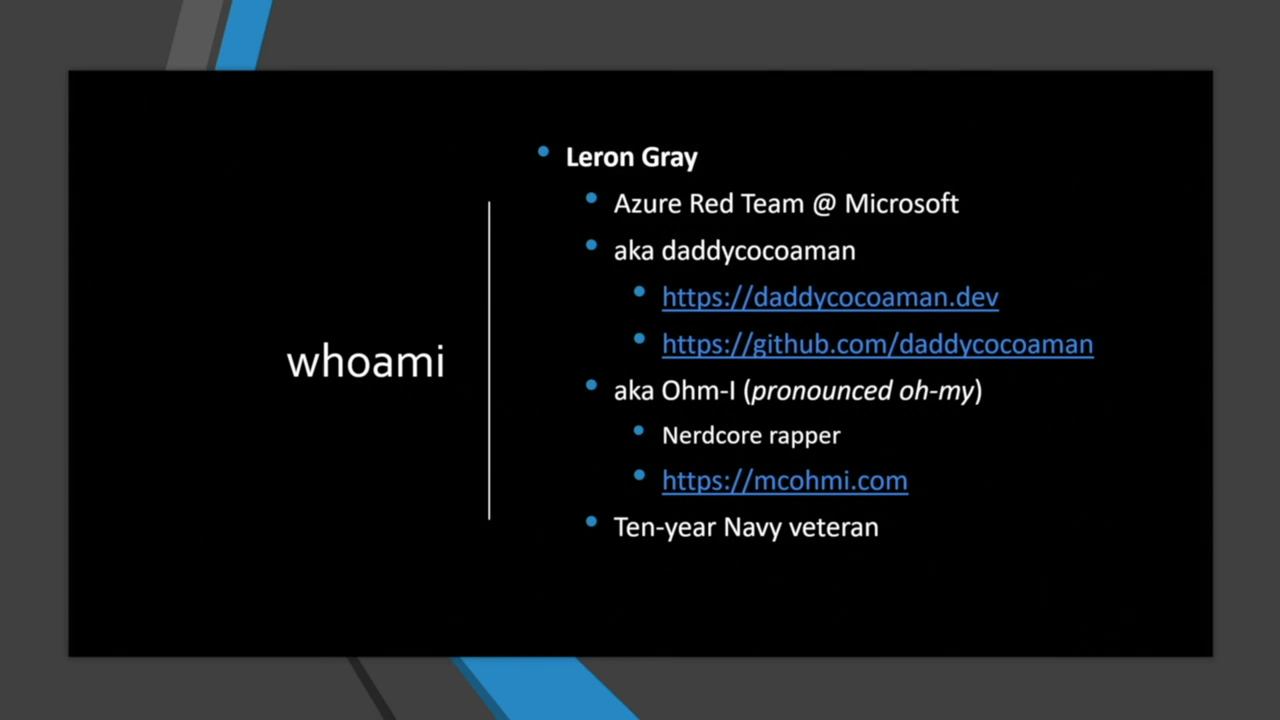 whoami
Leron Gray
Azure Red Team @ Microsoft
aka daddycocoaman
https://daddycocoaman.dev
https://github.com/daddycocoaman
aka Ohm-I (pronounced oh-my)
Nerdcore rapper
https://mcohmi.com
Ten-year Navy veteran